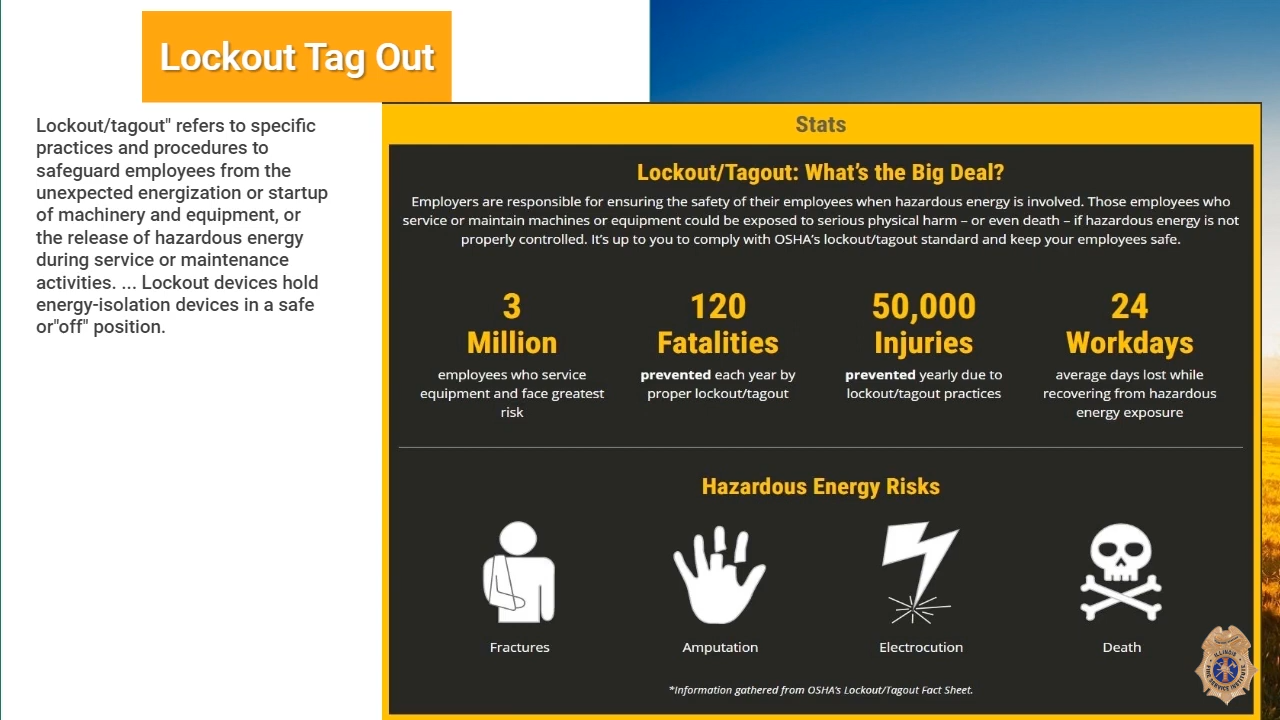 Lockout Tag Out
Lockout/tagout" refers to specific
practices and procedures to
safeguard employees from the
unexpected energization or startup
of machinery and equipment, or
the release of hazardous energy
during service or maintenance
activities. ... Lockout devices hold
energy-isolation devices in a safe
or"off" position.
Stats
Lockout/Tagout: What's the Big Deal?
Employers are responsible for ensuring the safety of their employees when hazardous energy is involved. Those employees who
service or maintain machines or equipment could be exposed to serious physical harm – or even death – if hazardous energy is not
properly controlled. It's up to you to comply with OSHA's lockout/tagout standard and keep your employees safe.
3
Million
employees who service
equipment and face greatest
risk
120
Fatalities
prevented each year by
proper lockout/tagout
50,000
Injuries
prevented yearly due to
lockout/tagout practices
24
Workdays
average days lost while
recovering from hazardous
energy exposure
Hazardous Energy Risks
Fractures
Amputation
Electrocution
Death
*Information gathered from OSHA's Lockout/Tagout Fact Sheet.
ILLINOIS
FIRE SERVICE INSTITUTE